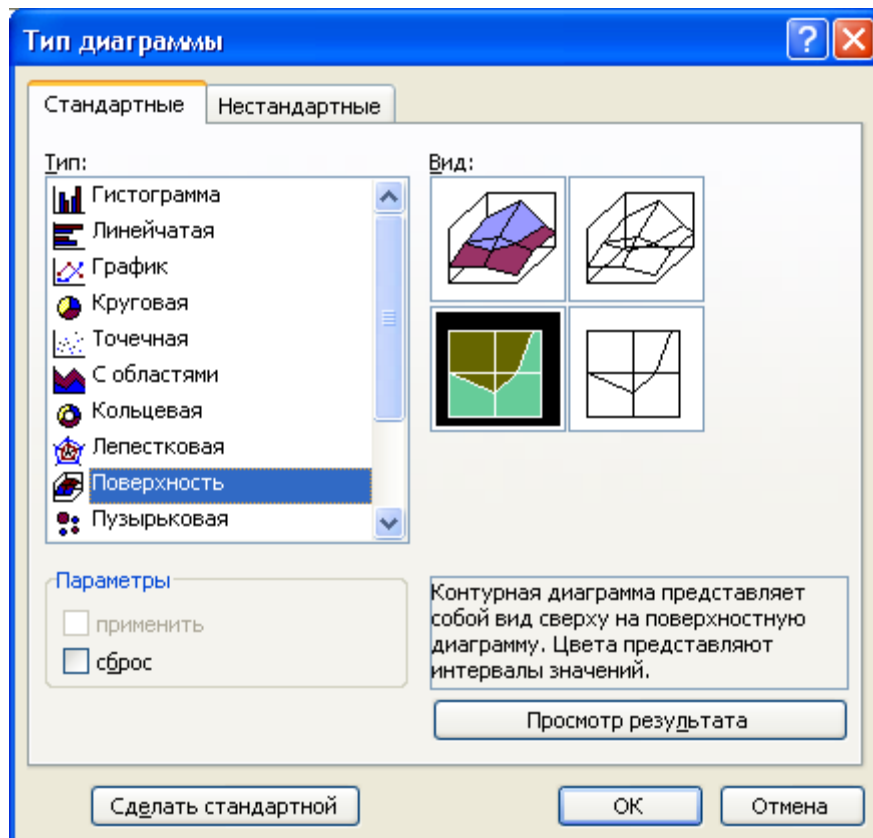 Тип диаграммы
Стандартные
Нестандартные
Тип:
Гистограмма
Линейчатая
График
Круговая
Точечная
С областями
Кольцевая
Лепестковая
Поверхность
Пузырьковая
Вид:
Параметры
применить
сброс
Контурная диаграмма представляет
собой вид сверху на поверхностную
диаграмму. Цвета представляют
интервалы значений.
Просмотр результата
Сделать стандартной
ОК
Отмена